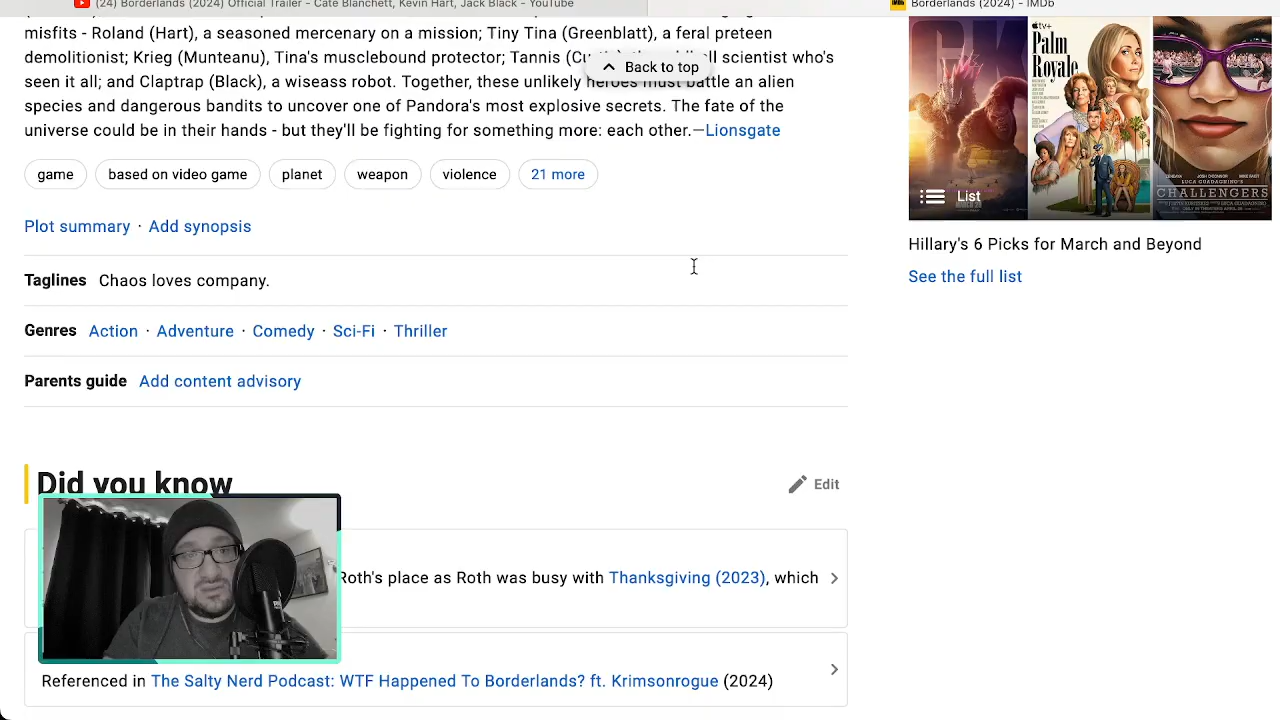 (24) Borderlands (2024) Official Trailer - Cate Blanchett, Kevin Hart, Jack Black - YouTube
Borderlands (2024) - IMDb
misfits - Roland (Hart), a seasoned mercenary on a mission; Tiny Tina (Greenblatt), a feral preteen
demolitionist; Krieg (Munteanu), Tina's musclebound protector; Tannis scientist who's
Back to top
seen it all; and Claptrap (Black), a wiseass robot. Together, these unlikely heroes must battle an alien
species and dangerous bandits to uncover one of Pandora's most explosive secrets. The fate of the
universe could be in their hands - but they'll be fighting for something more: each other.—Lionsgate
game
based on video game
planet
weapon
violence
21 more
Plot summary · Add synopsis
Taglines Chaos loves company.
Genres Action · Adventure · Comedy · Sci-Fi · Thriller
Parents guide Add content advisory
Did you know
Edit
Roth's place as Roth was busy with Thanksgiving (2023), which
Referenced in The Salty Nerd Podcast: WTF Happened To Borderlands? ft. Krimsonrogue (2024)
tv+
Palm
Royale
CHALLENGERS
List
Hillary's 6 Picks for March and Beyond
See the full list